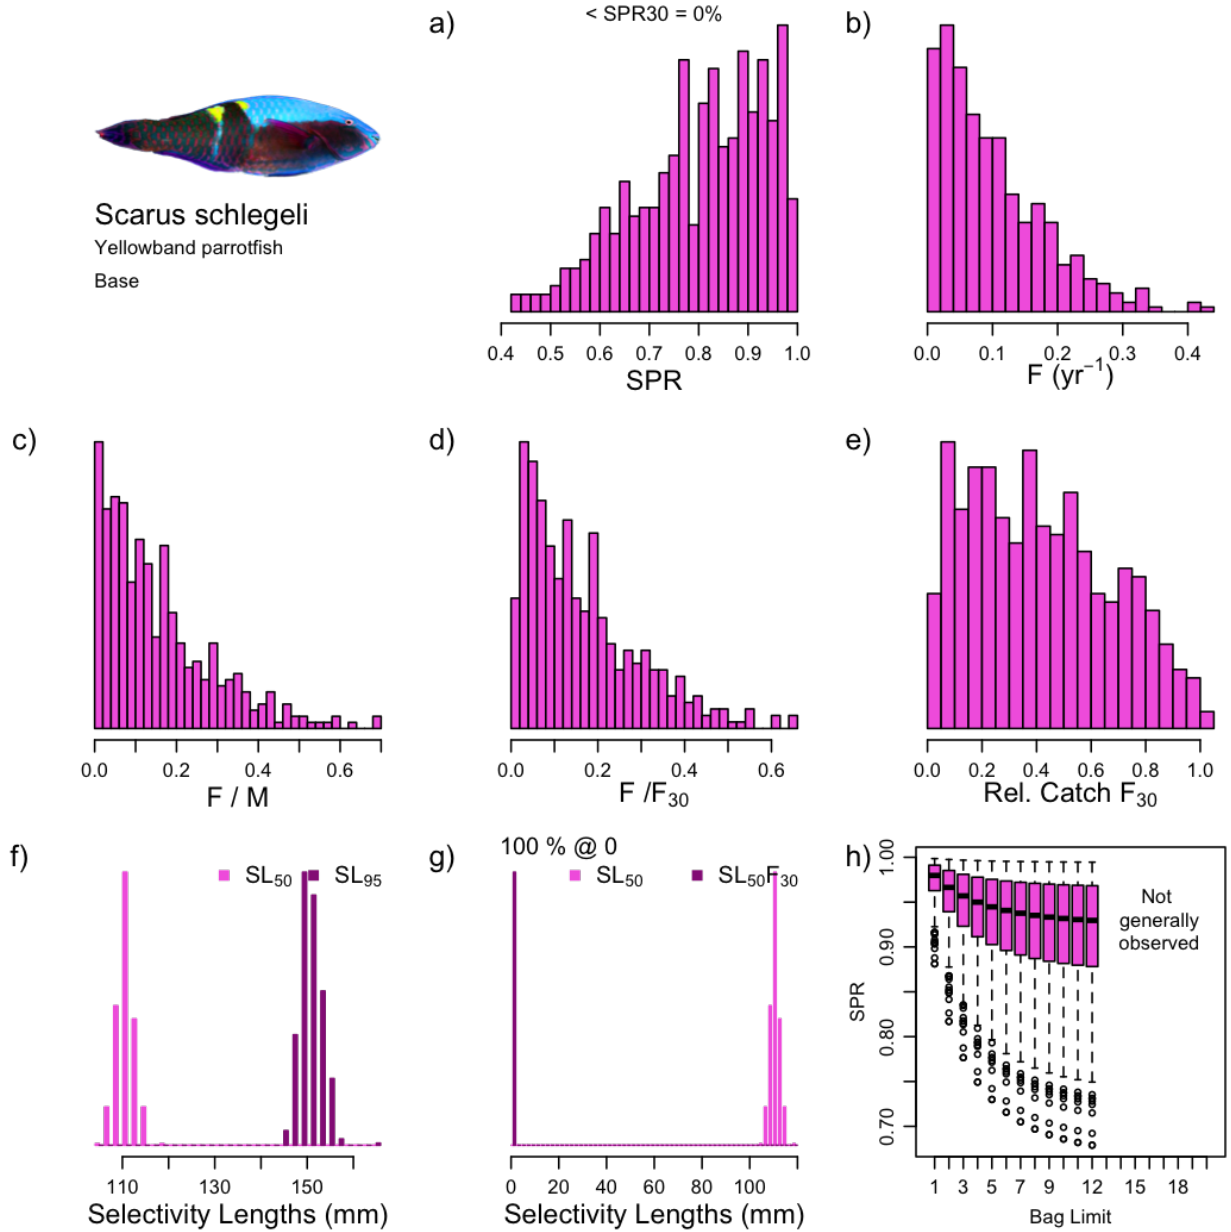 a)
< SPR30 = 0%
b)
Scarus schlegeli
Yellowband parrotfish
Base
0.4 0.5 0.6 0.7 0.8 0.9 1.0
SPR
0.0 0.1 0.2 0.3 0.4
F (yr⁻¹)
c)
d)
e)
0.0 0.2 0.4 0.6
F / M
0.0 0.2 0.4 0.6
F /F₃₀
0.0 0.2 0.4 0.6 0.8 1.0
Rel. Catch F₃₀
f)
SL₅₀ SL₉₅
110 130 150
Selectivity Lengths (mm)
g)
100 % @ 0
SL₅₀ SL₅₀F₃₀
0 20 40 60 80 100
Selectivity Lengths (mm)
h)
Not
generally
observed
1.00
0.90
0.80
0.70
SPR
1 3 5 7 9 12 15 18
Bag Limit